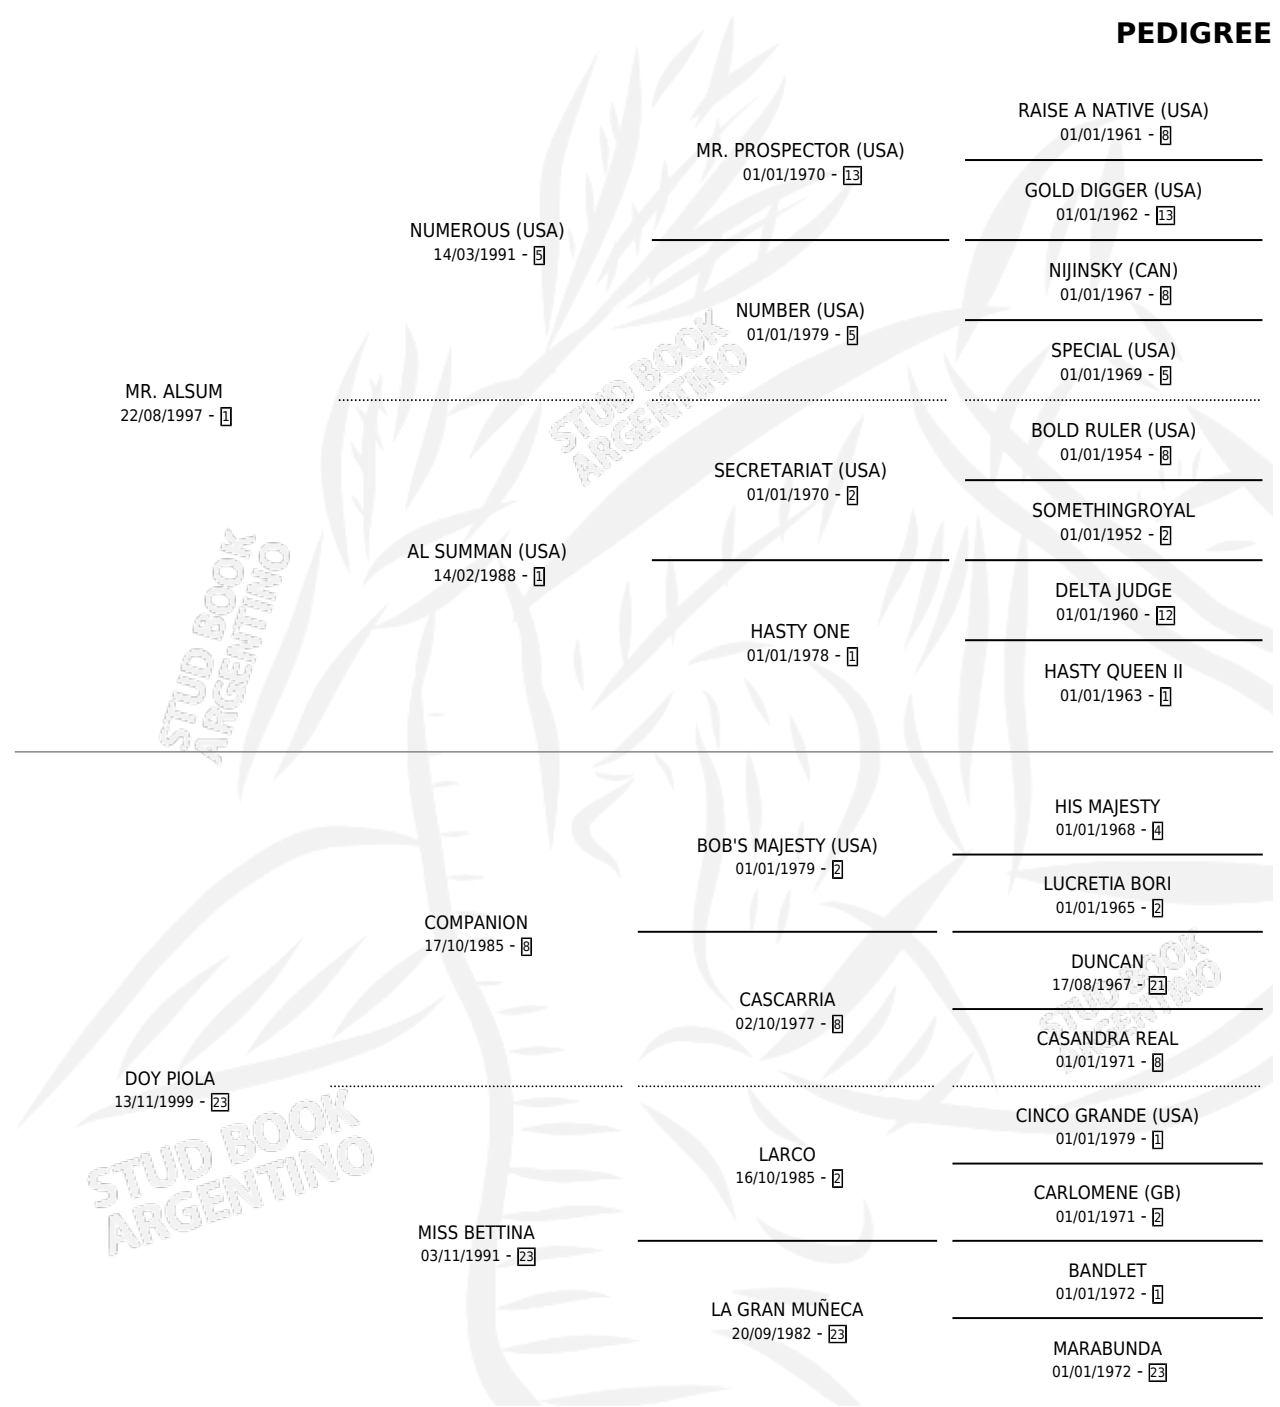 PEDIGREE
RAISE A NATIVE (USA)
01/01/1961 - 8
MR. PROSPECTOR (USA)
01/01/1970 - 13
GOLD DIGGER (USA)
01/01/1962 - 13
NUMEROUS (USA)
14/03/1991 - 5
NIJINSKY (CAN)
01/01/1967 - 8
NUMBER (USA)
01/01/1979 - 5
SPECIAL (USA)
01/01/1969 - 5
MR. ALSUM
22/08/1997 - 1
BOLD RULER (USA)
01/01/1954 - 8
SECRETARIAT (USA)
01/01/1970 - 2
SOMETHINGROYAL
01/01/1952 - 2
AL SUMMAN (USA)
14/02/1988 - 1
DELTA JUDGE
01/01/1960 - 12
HASTY ONE
01/01/1978 - 1
HASTY QUEEN II
01/01/1963 - 1
HIS MAJESTY
01/01/1968 - 4
BOB'S MAJESTY (USA)
01/01/1979 - 2
LUCRETIA BORI
01/01/1965 - 2
COMPANION
17/10/1985 - 8
DUNCAN
17/08/1967 - 21
CASCARRIA
02/10/1977 - 8
CASANDRA REAL
01/01/1971 - 8
DOY PIOLA
13/11/1999 - 23
CINCO GRANDE (USA)
01/01/1979 - 1
LARCO
16/10/1985 - 2
CARLOMENE (GB)
01/01/1971 - 2
MISS BETTINA
03/11/1991 - 23
BANDLET
01/01/1972 - 1
LA GRAN MUÑECA
20/09/1982 - 23
MARABUNDA
01/01/1972 - 23
STUD BOOK
ARGENTINO
STUD BOOK
ARGENTINO
STUD BOOK
ARGENTINO
STUD BOOK
ARGENTINO